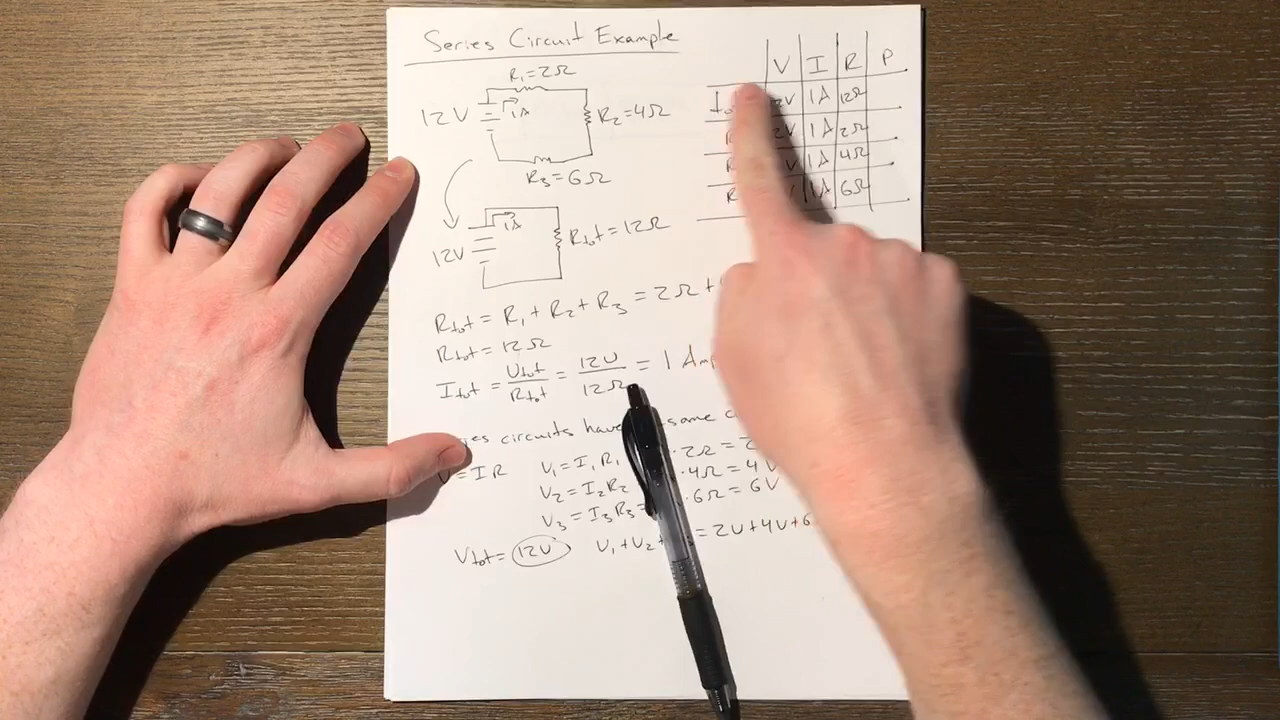 Series Circuit Example
R₁=2Ω
12V
1A
R₂=4Ω
R₃=6Ω
V I R P
2V 1A 12Ω
2V 1A 2Ω
V 1A 4Ω
1A 6Ω
1A
12V
Rtot=12Ω
Rtot = R₁ + R₂ + R₃ = 2Ω +
Rtot = 12Ω
Itot = Vtot/Rtot = 12V/12Ω = 1 Amp
circuits have same
V=IR
V₁=I₁R₁ · 2Ω =
V₂=I₂R₂ · 4Ω = 4V
V₃=I₃R₃= · 6Ω = 6V
Vtot = 12V
V₁+V₂+ = 2V+4V+6